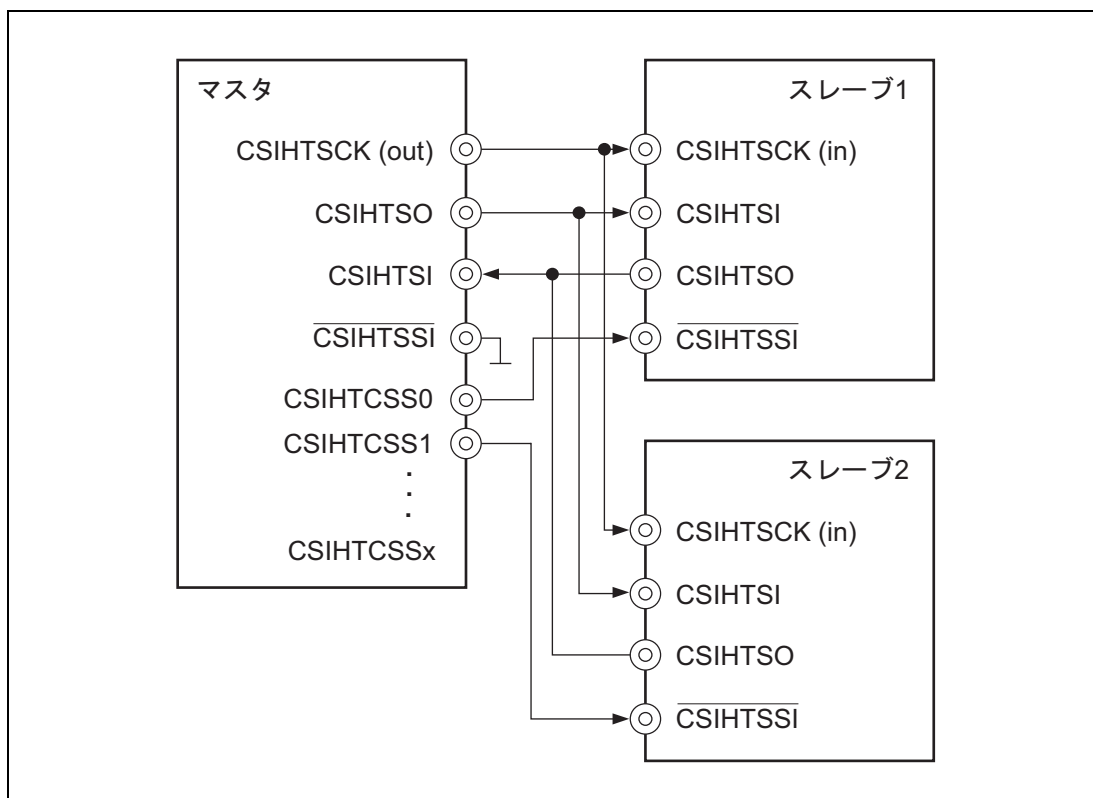 マスタ
CSIHTSCK (out)
CSIHTSO
CSIHTSI
CSIHTSSI
CSIHTCSS0
CSIHTCSS1
.
.
.
CSIHTCSSx
スレーブ1
CSIHTSCK (in)
CSIHTSI
CSIHTSO
CSIHTSSI
スレーブ2
CSIHTSCK (in)
CSIHTSI
CSIHTSO
CSIHTSSI